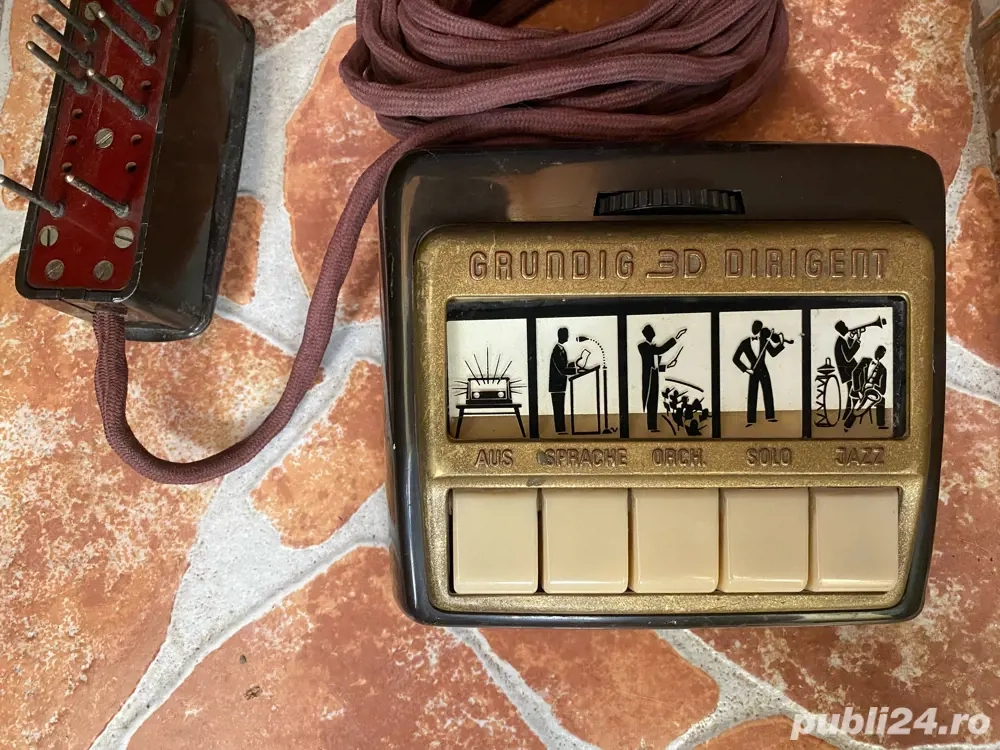 GRUNDIG 3D DIRIGENT
AUS SPRACHE ORCH. SOLO JAZZ
publi24.ro